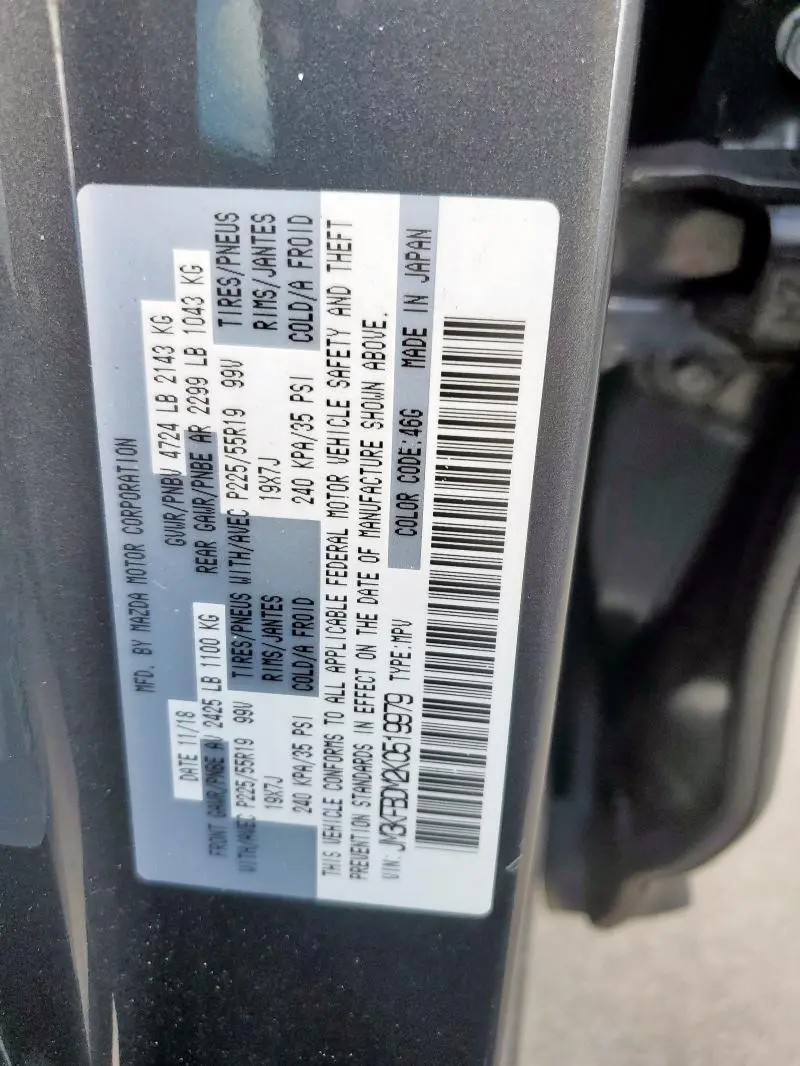 MFD. BY MAZDA MOTOR CORPORATION
DATE 11/18 GVWR/PNBV 4724 LB 2143 KG
FRONT GAWR/PNBE AV 2425 LB 1100 KG REAR GAWR/PNBE AR 2299 LB 1043 KG
WITH/AVEC P225/55R19 99V TIRES/PNEUS WITH/AVEC P225/55R19 99V TIRES/PNEUS
19X7J RIMS/JANTES 19X7J RIMS/JANTES
240 KPA/35 PSI COLD/A FROID 240 KPA/35 PSI COLD/A FROID
THIS VEHICLE CONFORMS TO ALL APPLICABLE FEDERAL MOTOR VEHICLE SAFETY AND THEFT
PREVENTION STANDARDS IN EFFECT ON THE DATE OF MANUFACTURE SHOWN ABOVE.
VIN: JM3KFBDM2K0519979 TYPE:MPV COLOR CODE:46G MADE IN JAPAN